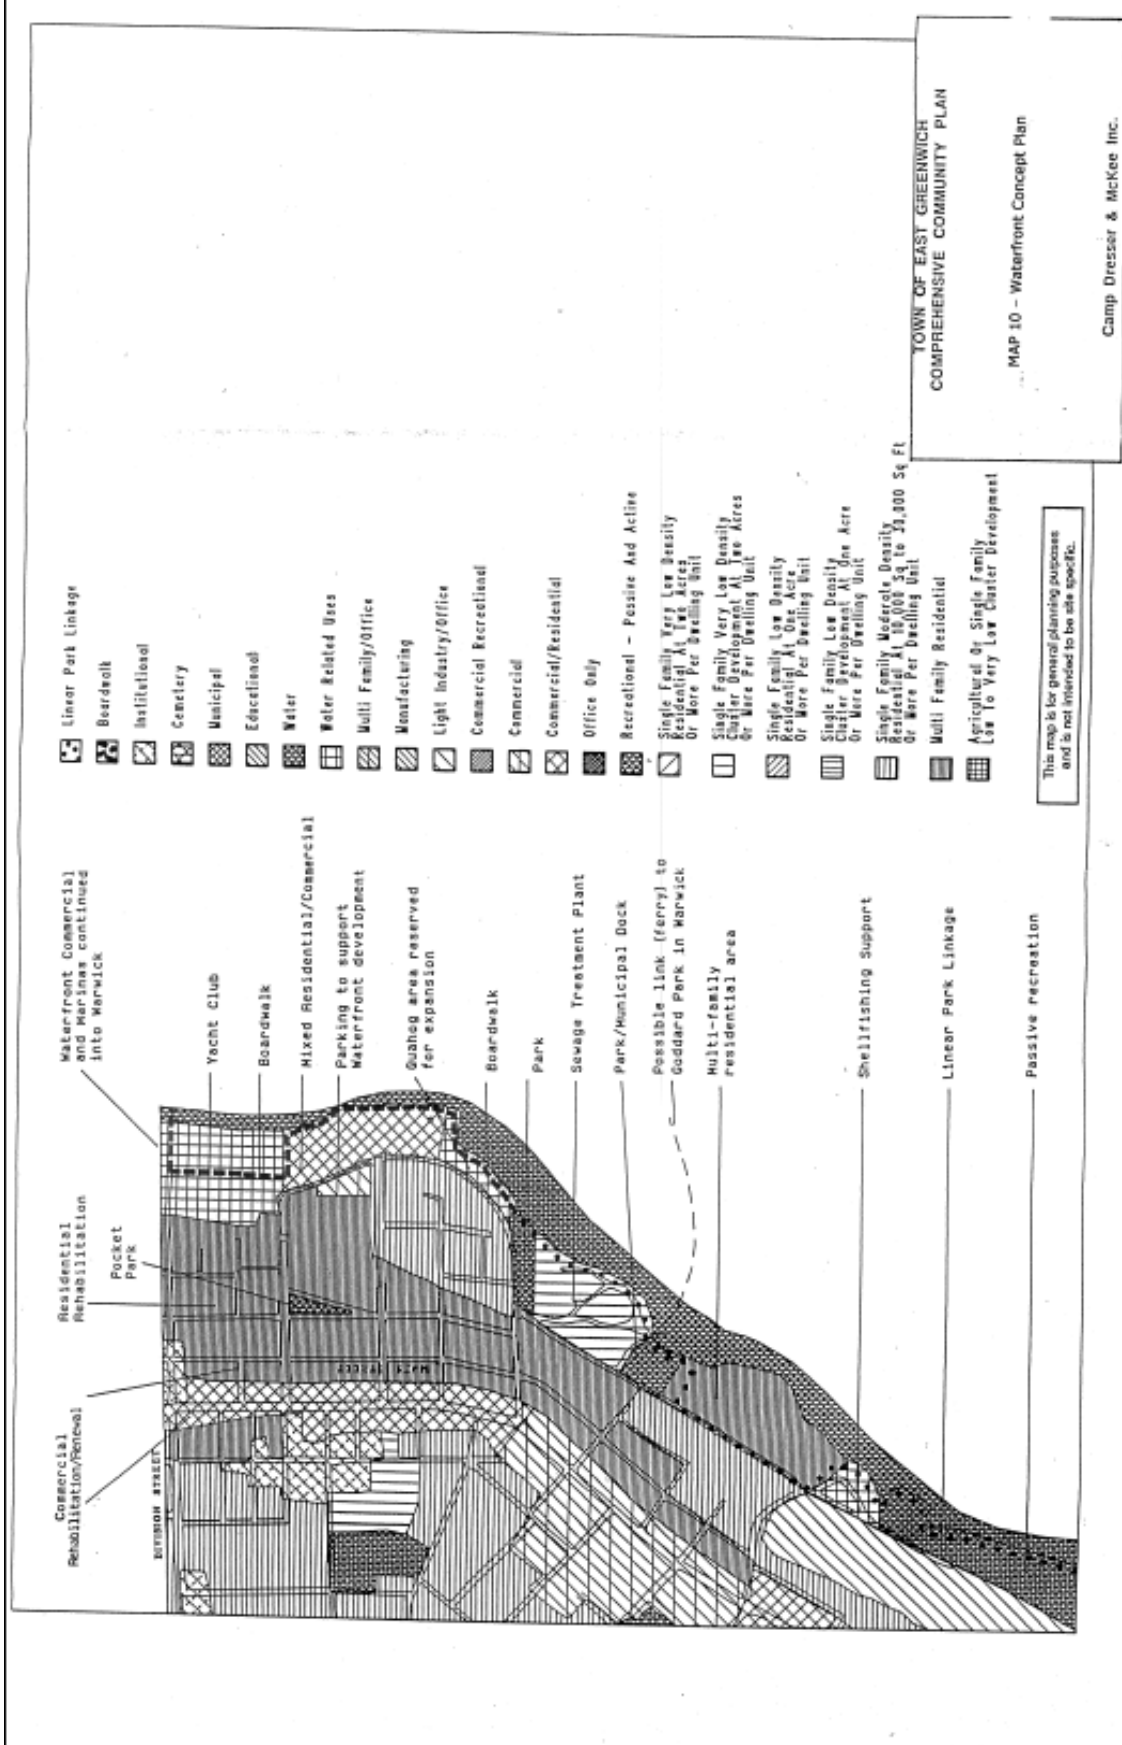 Commercial
Rehabilitation/Renewal
Residential
Rehabilitation
Pocket
Park
Waterfront Commercial
and Marinas continued
into Warwick
Yacht Club
Boardwalk
Mixed Residential/Commercial
Parking to support
Waterfront development
Quahog area reserved
for expansion
Boardwalk
Park
Sewage Treatment Plant
Park/Municipal Dock
Possible link (ferry) to
Goddard Park in Warwick
Multi-family
residential area
Shellfishing Support
Linear Park Linkage
Passive recreation
DIVISION STREET
MAIN STREET
Linear Park Linkage
Boardwalk
Institutional
Cemetery
Municipal
Educational
Water
Water Related Uses
Multi Family/Office
Manufacturing
Light Industry/Office
Commercial Recreational
Commercial
Commercial/Residential
Office Only
Recreational - Passive And Active
Single Family Very Low Density
Residential At Two Acres
Or More Per Dwelling Unit
Single Family Very Low Density
Cluster Development At Two Acres
Or More Per Dwelling Unit
Single Family Low Density
Residential At One Acre
Or More Per Dwelling Unit
Single Family Low Density
Cluster Development At One Acre
Or More Per Dwelling Unit
Single Family Moderate Density
Residential At 10,000 Sq to 30,000 Sq Ft
Or More Per Dwelling Unit
Multi Family Residential
Agricultural Or Single Family
Low To Very Low Cluster Development
This map is for general planning purposes
and is not intended to be site specific.
TOWN OF EAST GREENWICH
COMPREHENSIVE COMMUNITY PLAN
MAP 10 - Waterfront Concept Plan
Camp Dresser & McKee Inc.